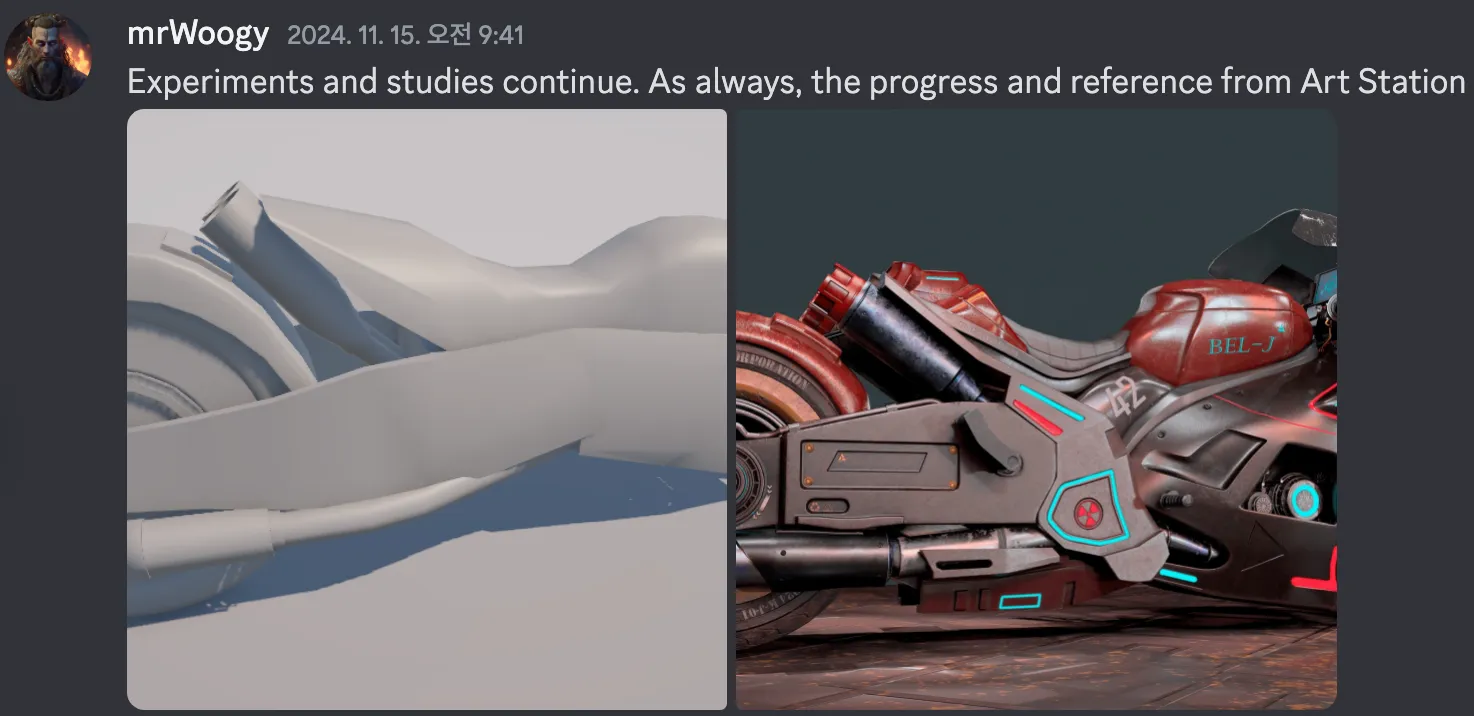 mrWoogy 2024. 11. 15. 오전 9:41
Experiments and studies continue. As always, the progress and reference from Art Station
BEL-J
42